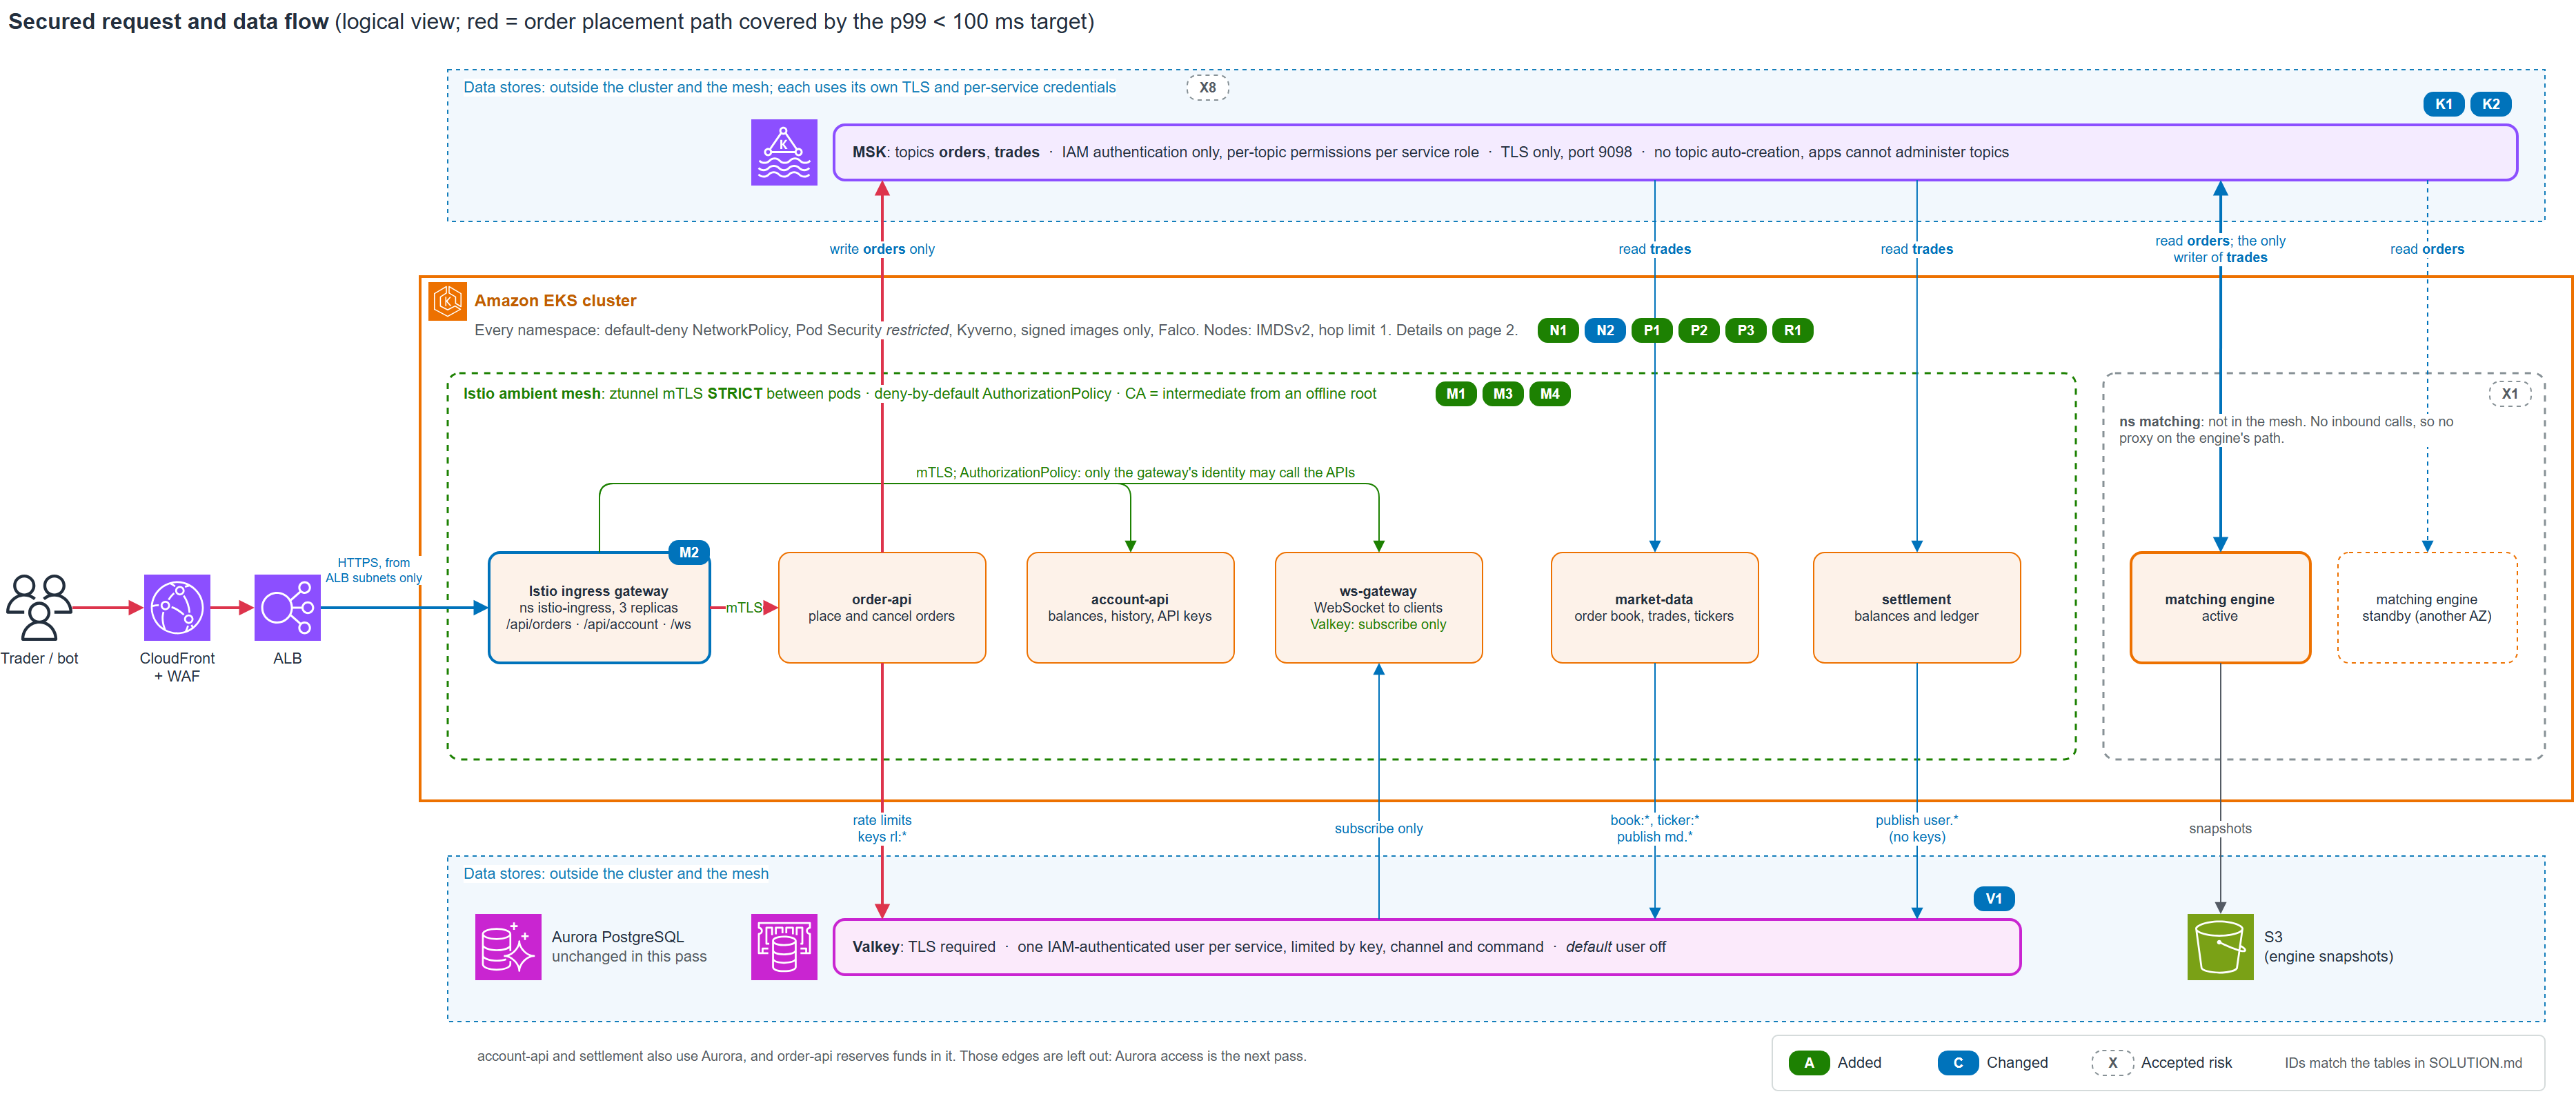 Secured request and data flow (logical view; red = order placement path covered by the p99 < 100 ms target)
Data stores: outside the cluster and the mesh; each uses its own TLS and per-service credentials
X8
K1
K2
K
MSK: topics orders, trades · IAM authentication only, per-topic permissions per service role · TLS only, port 9098 · no topic auto-creation, apps cannot administer topics
write orders only
read trades
read trades
read orders; the only
writer of trades
read orders
K
Amazon EKS cluster
Every namespace: default-deny NetworkPolicy, Pod Security restricted, Kyverno, signed images only, Falco. Nodes: IMDSv2, hop limit 1. Details on page 2.
N1
N2
P1
P2
P3
R1
Istio ambient mesh: ztunnel mTLS STRICT between pods · deny-by-default AuthorizationPolicy · CA = intermediate from an offline root
M1
M3
M4
X1
ns matching: not in the mesh. No inbound calls, so no
proxy on the engine's path.
mTLS; AuthorizationPolicy: only the gateway's identity may call the APIs
Trader / bot
CloudFront
+ WAF
ALB
HTTPS, from
ALB subnets only
M2
Istio ingress gateway
ns istio-ingress, 3 replicas
/api/orders · /api/account · /ws
mTLS
order-api
place and cancel orders
account-api
balances, history, API keys
ws-gateway
WebSocket to clients
Valkey: subscribe only
market-data
order book, trades, tickers
settlement
balances and ledger
matching engine
active
matching engine
standby (another AZ)
rate limits
keys rl:*
subscribe only
book:*, ticker:*
publish md.*
publish user.*
(no keys)
snapshots
Data stores: outside the cluster and the mesh
V1
Aurora PostgreSQL
unchanged in this pass
Valkey: TLS required · one IAM-authenticated user per service, limited by key, channel and command · default user off
S3
(engine snapshots)
account-api and settlement also use Aurora, and order-api reserves funds in it. Those edges are left out: Aurora access is the next pass.
A
Added
C
Changed
X
Accepted risk
IDs match the tables in SOLUTION.md